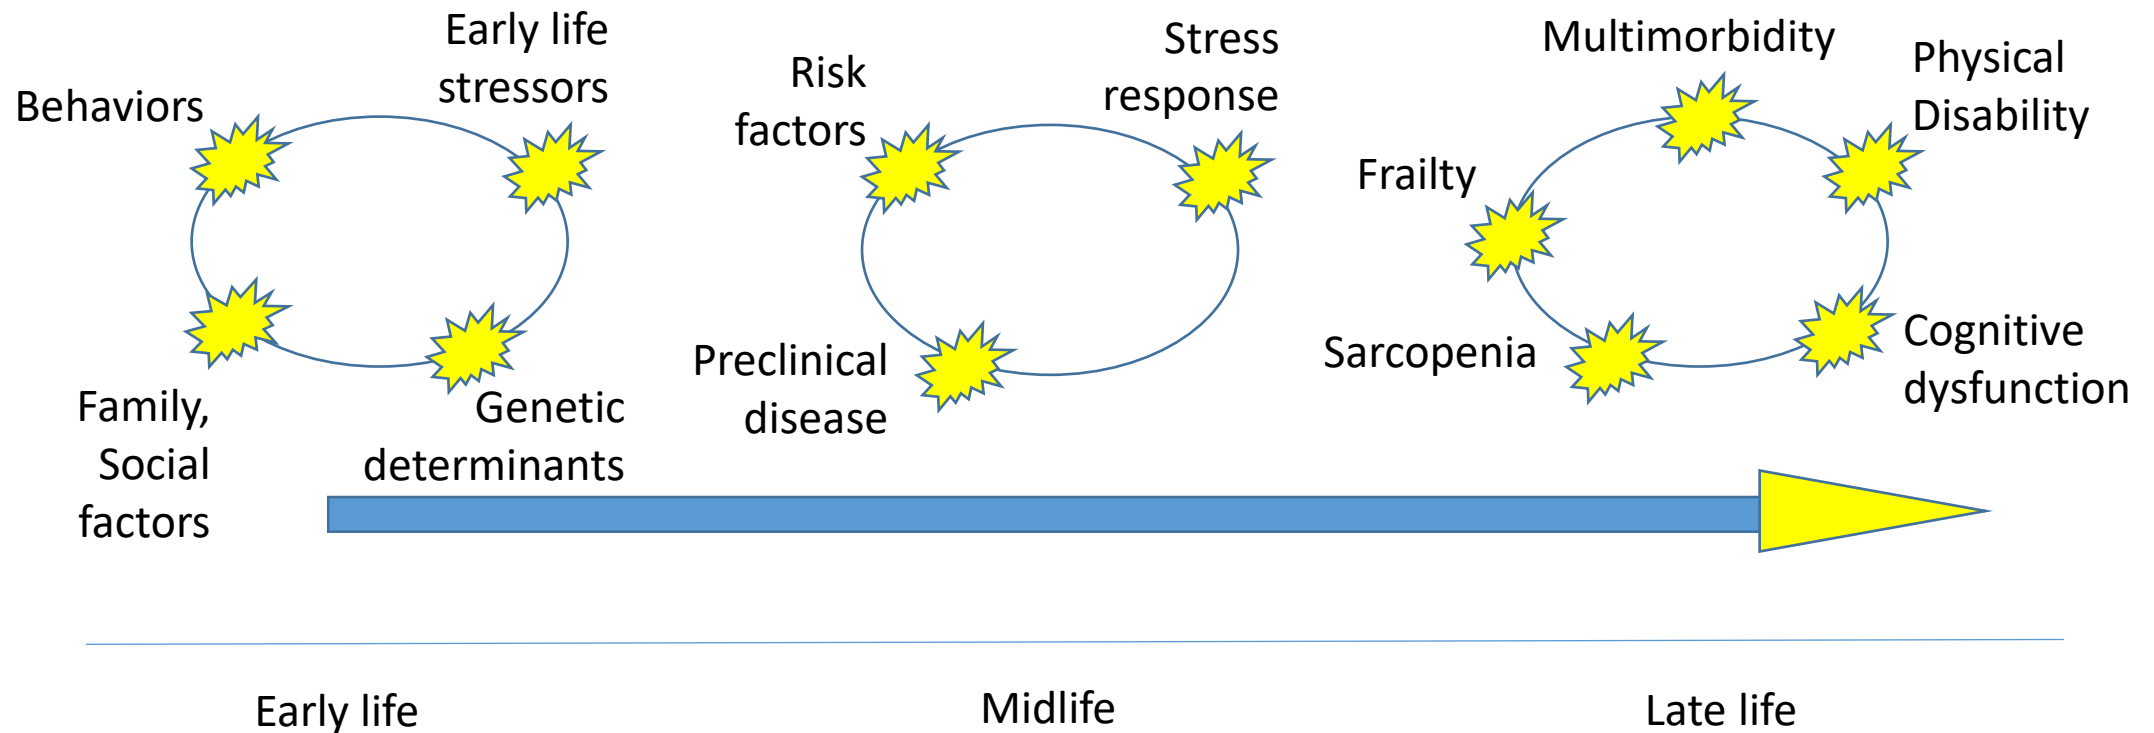 Behaviors
Early life
stressors
Family,
Social
factors
Genetic
determinants
Risk
factors
Stress
response
Preclinical
disease
Multimorbidity
Physical
Disability
Frailty
Sarcopenia
Cognitive
dysfunction
Early life
Midlife
Late life